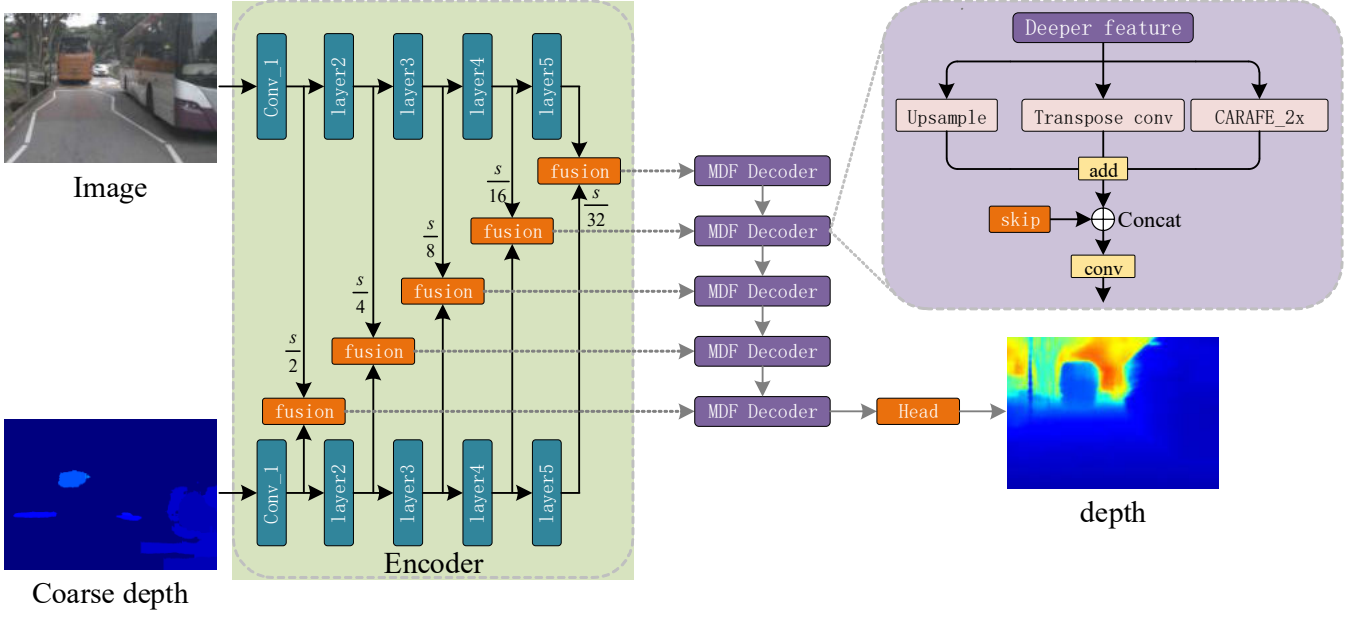 Image
Coarse depth
Conv_1
layer2
layer3
layer4
layer5
fusion
s/32
s/16
fusion
s/8
fusion
s/4
fusion
s/2
fusion
Conv_1
layer2
layer3
layer4
layer5
Encoder
MDF Decoder
MDF Decoder
MDF Decoder
MDF Decoder
MDF Decoder
Head
Deeper feature
Upsample
Transpose conv
CARAFE_2x
add
skip
Concat
conv
depth